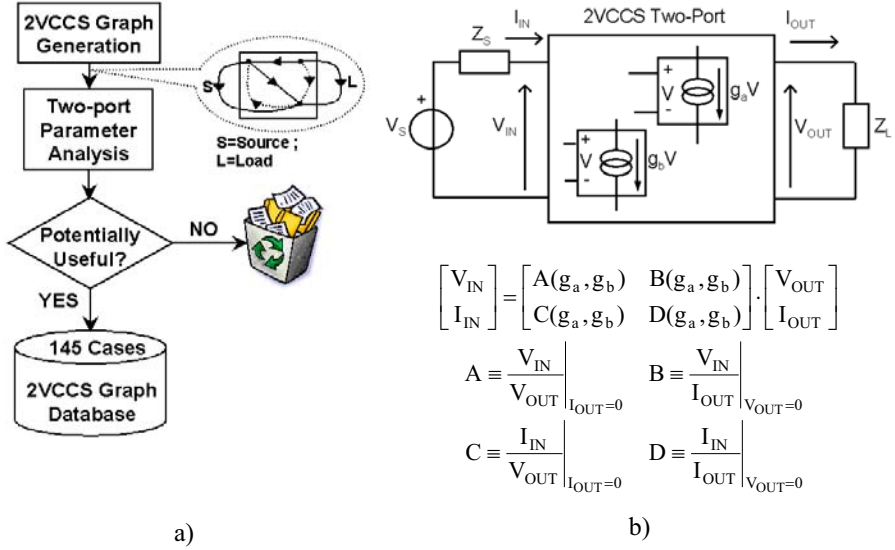 2VCCS Graph
Generation
S
L
S=Source ;
L=Load
Two-port
Parameter
Analysis
Potentially
Useful?
NO
YES
145 Cases
2VCCS Graph
Database
a)
2VCCS Two-Port
I_IN
I_OUT
Z_S
+
V_S
V_IN
+
V
-
g_aV
+
V
-
g_bV
V_OUT
Z_L
[V_IN I_IN] = [A(g_a,g_b) B(g_a,g_b) C(g_a,g_b) D(g_a,g_b)] · [V_OUT I_OUT]
A ≡ V_IN / V_OUT |I_OUT=0 B ≡ V_IN / I_OUT |V_OUT=0
C ≡ I_IN / V_OUT |I_OUT=0 D ≡ I_IN / I_OUT |V_OUT=0
b)